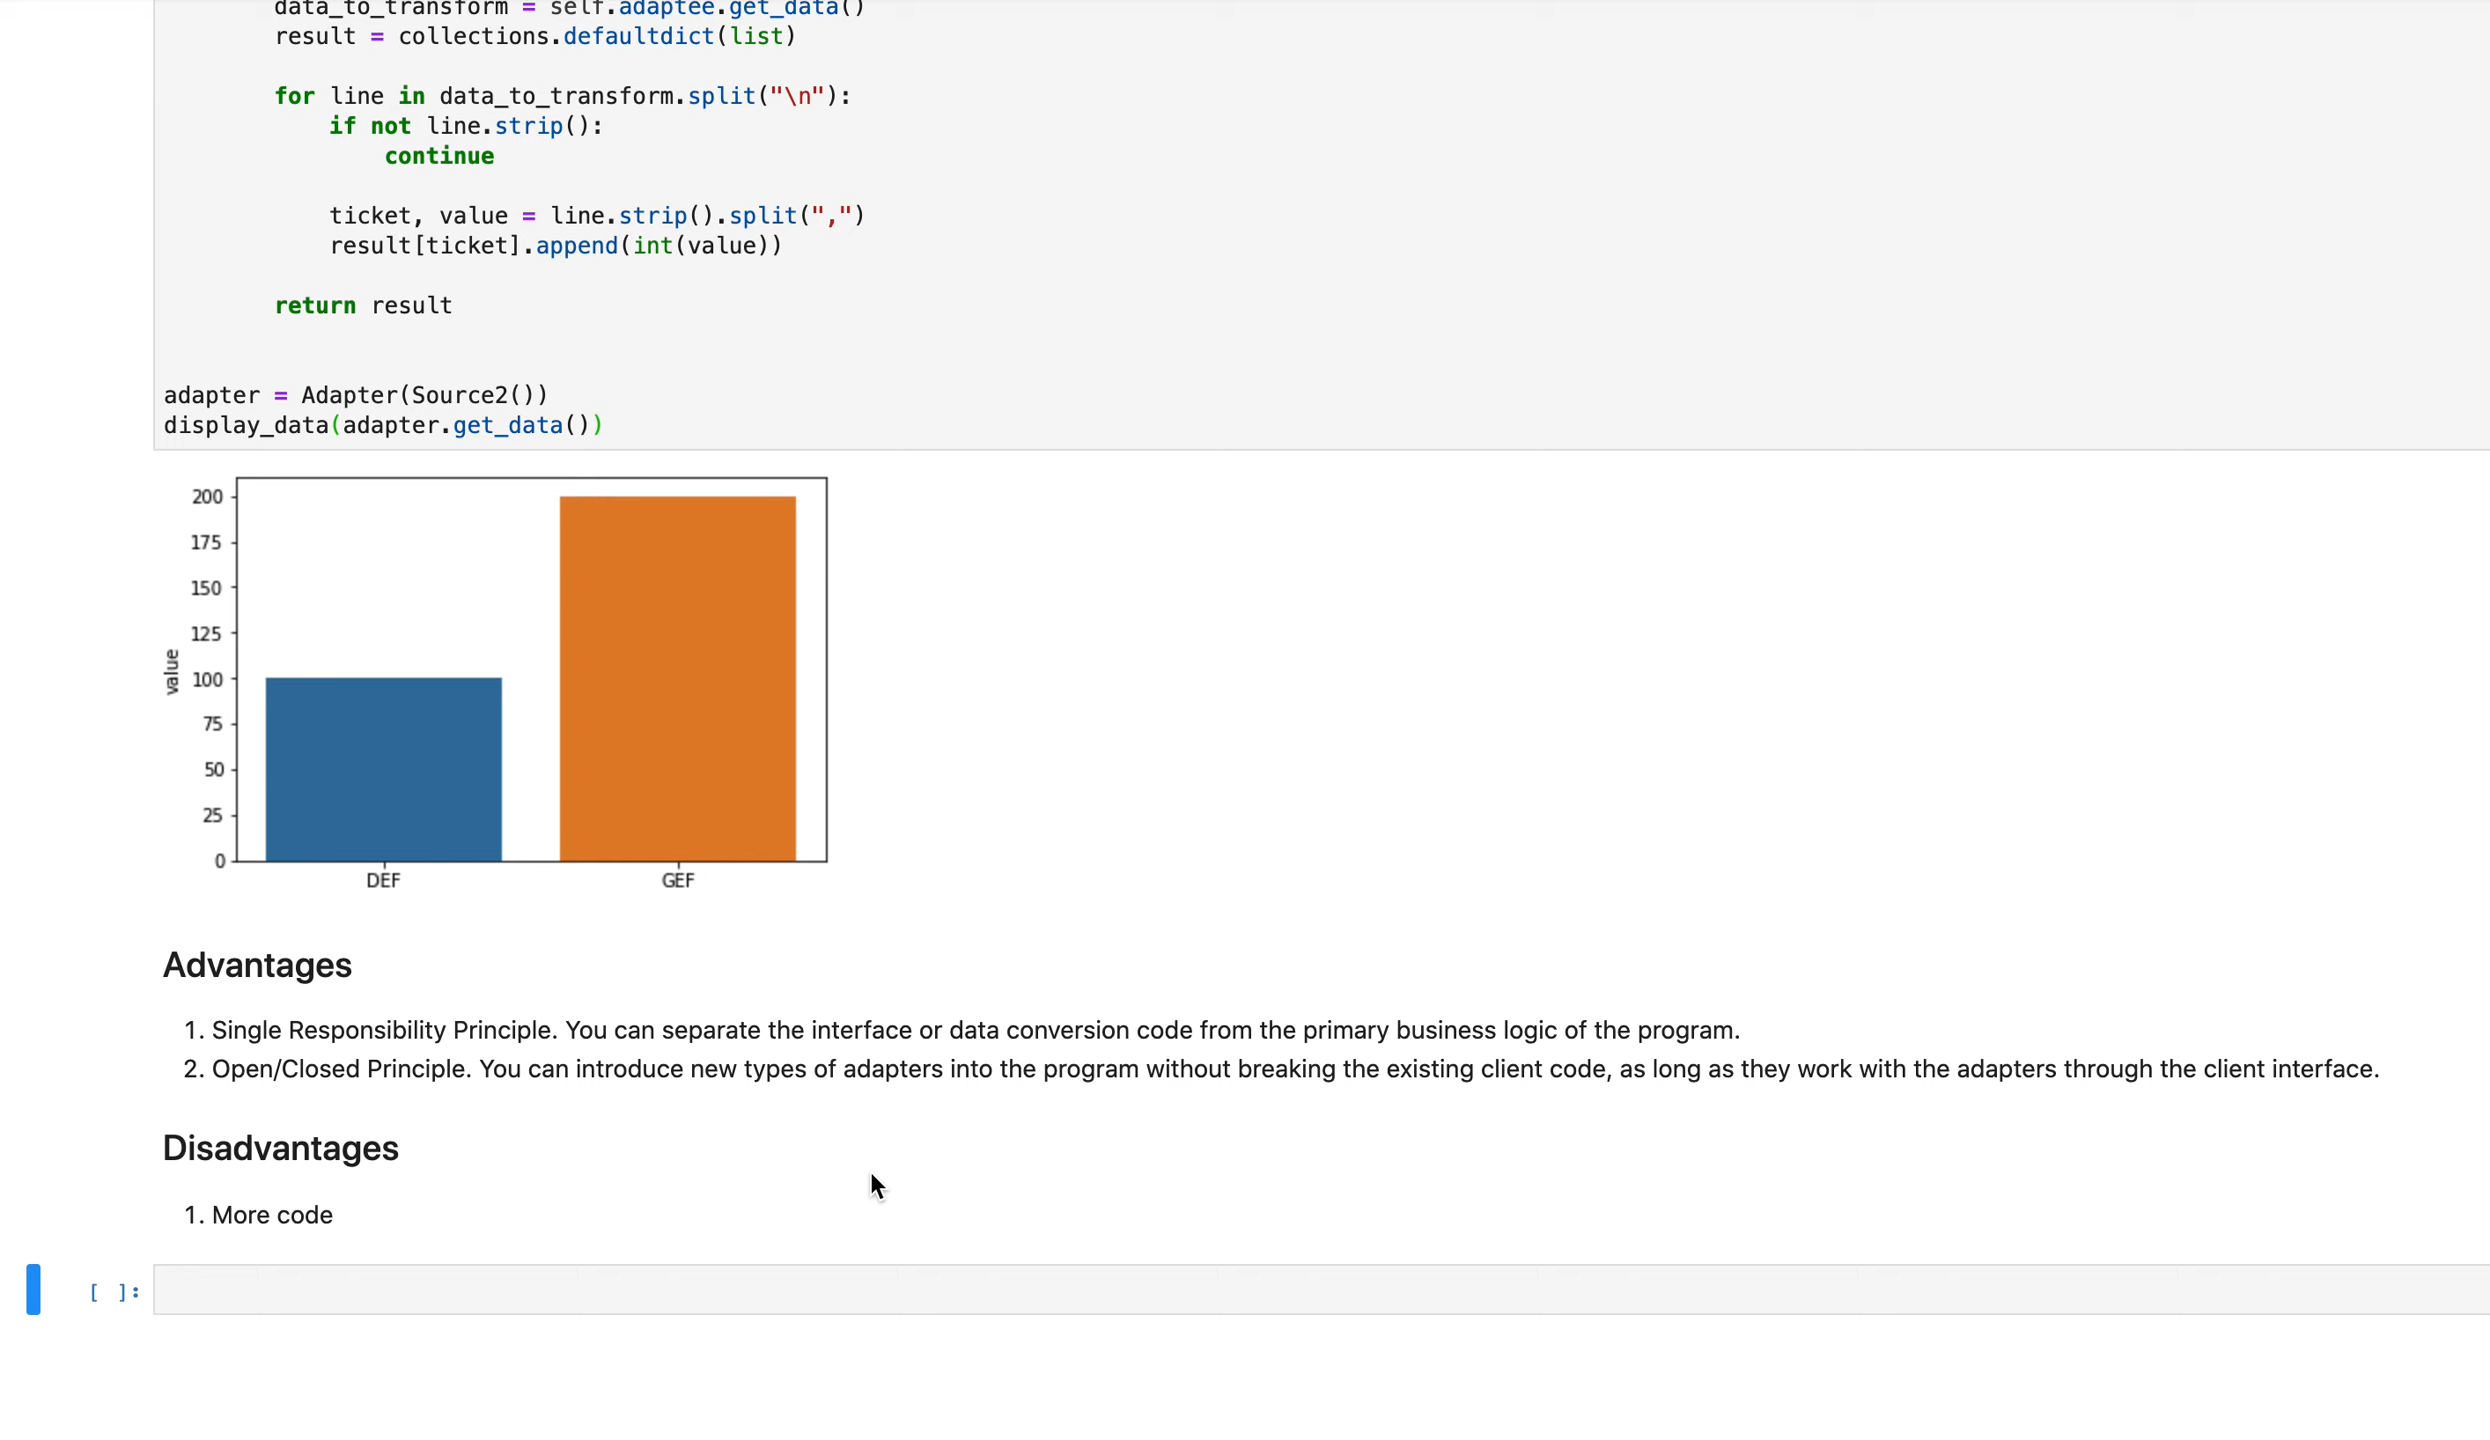 data_to_transform = self.adaptee.get_data()
result = collections.defaultdict(list)
for line in data_to_transform.split("\n"):
if not line.strip():
continue
ticket, value = line.strip().split(",")
result[ticket].append(int(value))
return result
adapter = Adapter(Source2())
display_data(adapter.get_data())
200
175
150
125
100
75
50
25
0
value
DEF
GEF
Advantages
1. Single Responsibility Principle. You can separate the interface or data conversion code from the primary business logic of the program.
2. Open/Closed Principle. You can introduce new types of adapters into the program without breaking the existing client code, as long as they work with the adapters through the client interface.
Disadvantages
1. More code
[ ]: